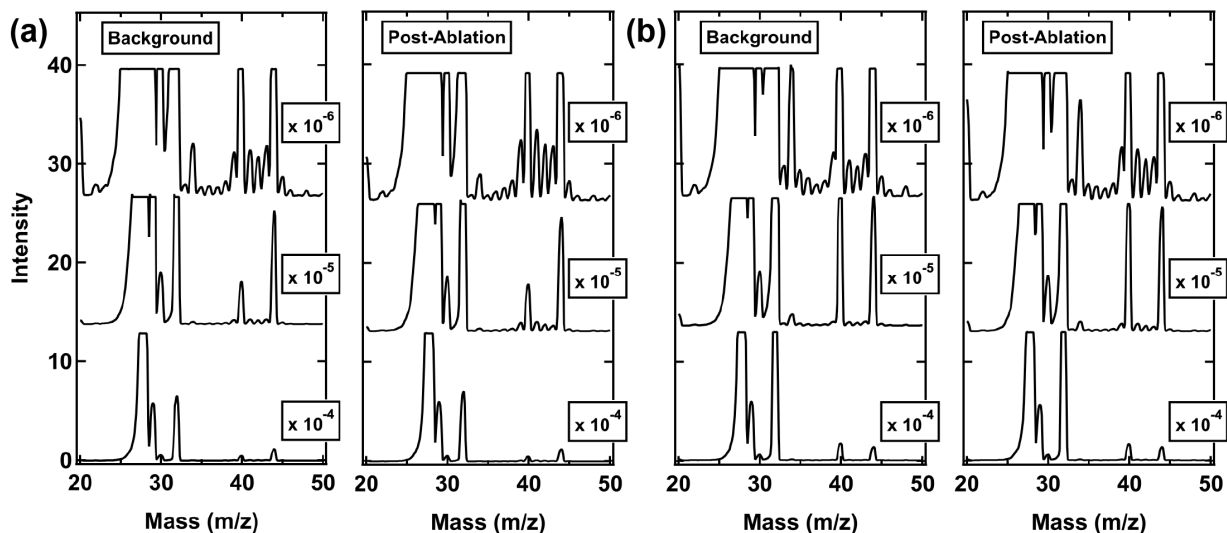 (a)
Background
Post-Ablation
(b)
Background
Post-Ablation
40
30
20
10
0
Intensity
x 10⁻⁶
x 10⁻⁶
x 10⁻⁶
x 10⁻⁶
x 10⁻⁵
x 10⁻⁵
x 10⁻⁵
x 10⁻⁵
x 10⁻⁴
x 10⁻⁴
x 10⁻⁴
x 10⁻⁴
20 30 40 50
20 30 40 50
20 30 40 50
20 30 40 50
Mass (m/z)
Mass (m/z)
Mass (m/z)
Mass (m/z)